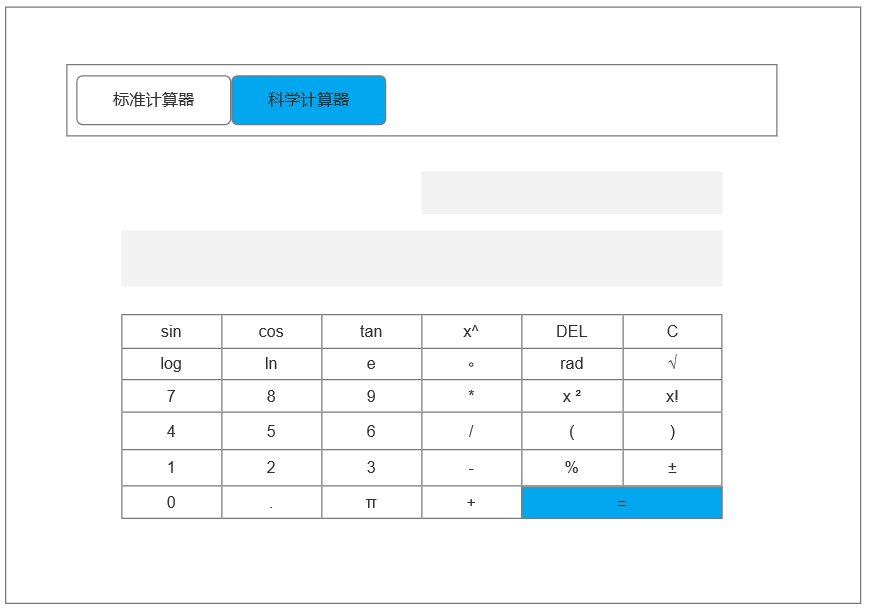 标准计算器 科学计算器
sin cos tan x^ DEL C
log ln e ∘ rad √
7 8 9 * x ² x!
4 5 6 / ( )
1 2 3 - % ±
0 . π + =